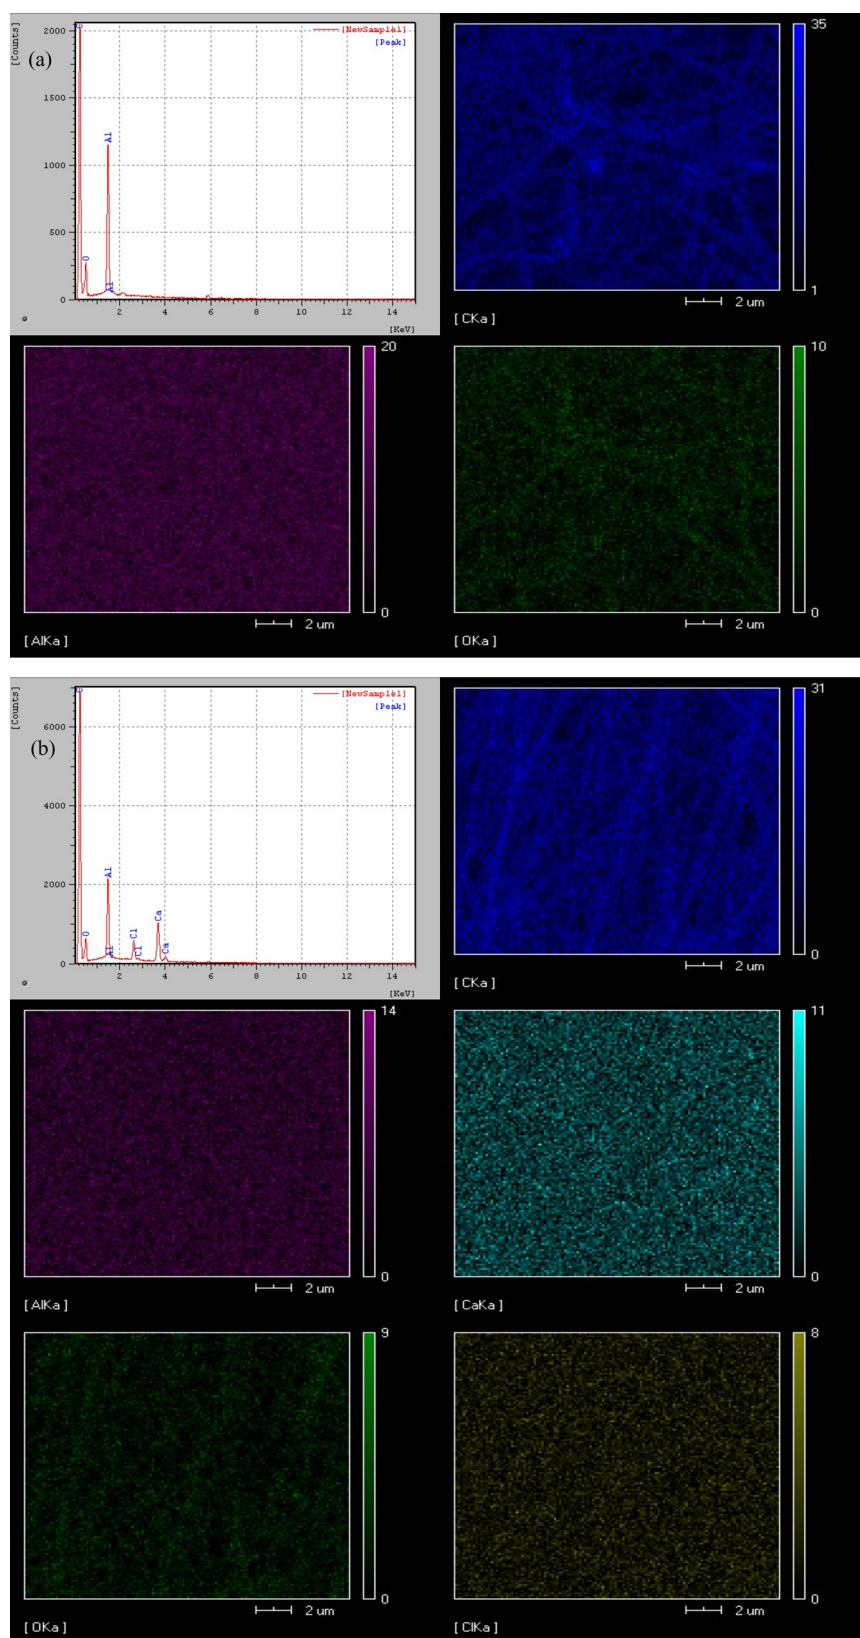 [Counts]
(a)
C
[NewSample1]
[Peak]
2000
1500
1000
500
0
Al
O
Al
2 4 6 8 10 12 14
[KeV]
35
1
2 um
[CKa]
20
0
2 um
[AlKa]
10
0
2 um
[OKa]
[Counts]
(b)
C
[NewSample1]
[Peak]
6000
4000
2000
0
Al
O
Al
Cl
Cl
Ca
Ca
2 4 6 8 10 12 14
[KeV]
31
0
2 um
[CKa]
14
0
2 um
[AlKa]
11
0
2 um
[CaKa]
9
0
2 um
[OKa]
8
0
2 um
[ClKa]